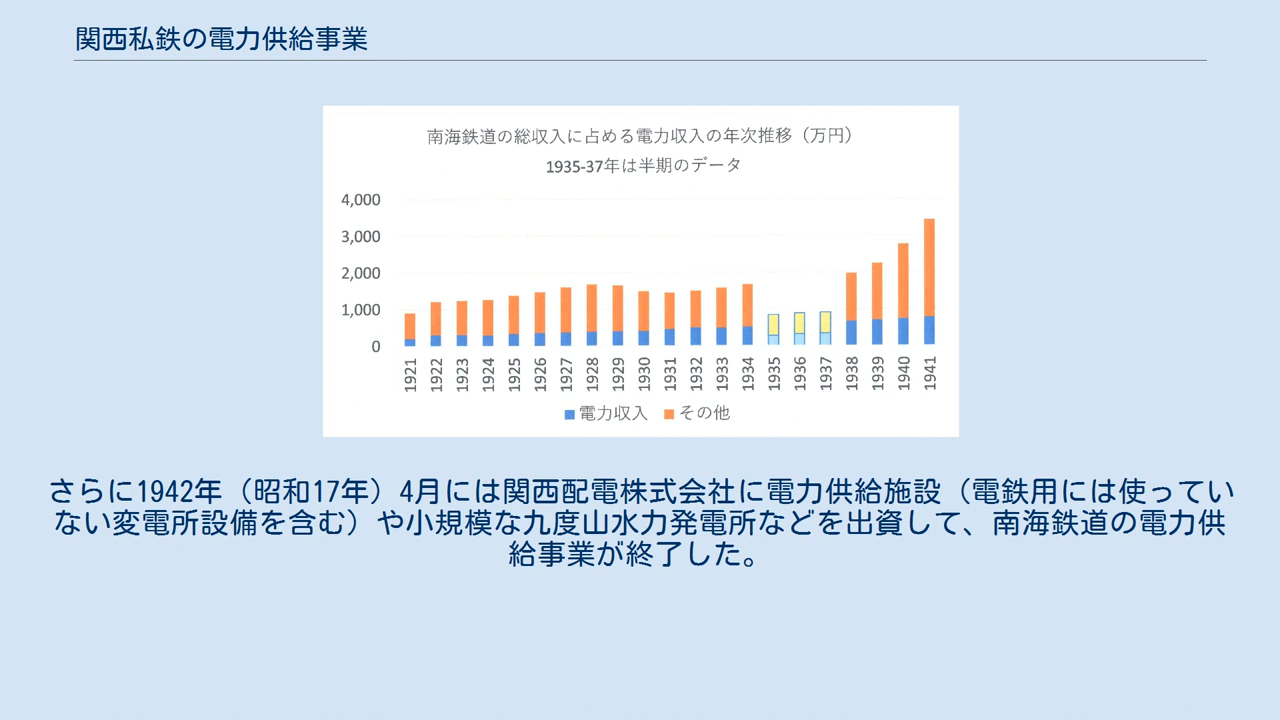 関西私鉄の電力供給事業
南海鉄道の総収入に占める電力収入の年次推移（万円）
1935-37年は半期のデータ
4,000
3,000
2,000
1,000
0
1921 1922 1923 1924 1925 1926 1927 1928 1929 1930 1931 1932 1933 1934 1935 1936 1937 1938 1939 1940 1941
電力収入 その他
さらに1942年（昭和17年）4月には関西配電株式会社に電力供給施設（電鉄用には使ってい
ない変電所設備を含む）や小規模な九度山水力発電所などを出資して、南海鉄道の電力供
給事業が終了した。